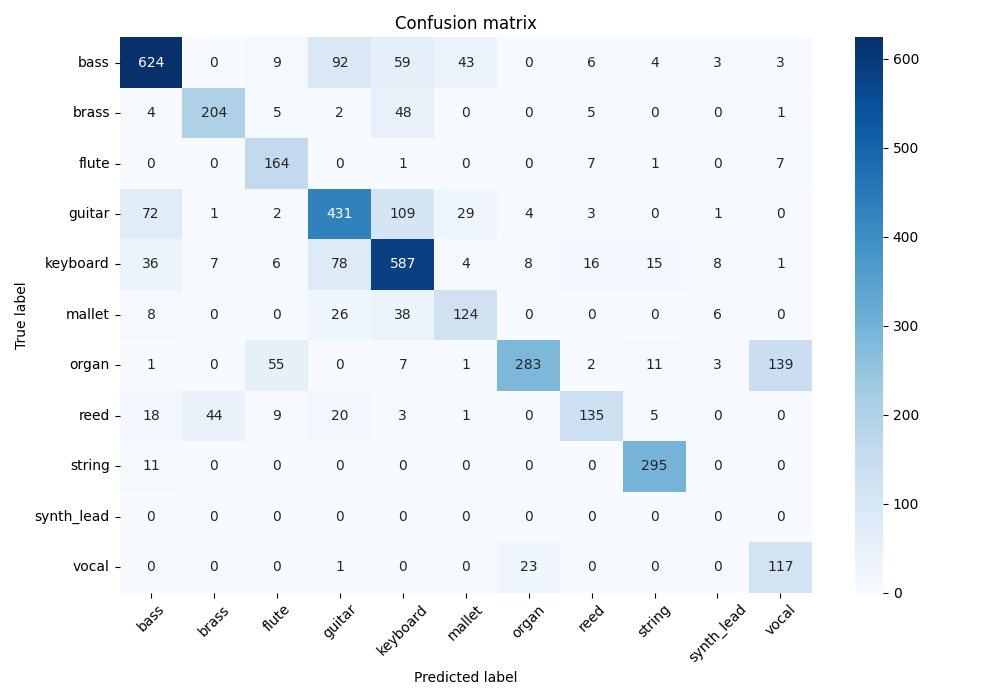 Confusion matrix
bass 624 0 9 92 59 43 0 6 4 3 3
brass 4 204 5 2 48 0 0 5 0 0 1
flute 0 0 164 0 1 0 0 7 1 0 7
guitar 72 1 2 431 109 29 4 3 0 1 0
keyboard 36 7 6 78 587 4 8 16 15 8 1
mallet 8 0 0 26 38 124 0 0 0 6 0
organ 1 0 55 0 7 1 283 2 11 3 139
reed 18 44 9 20 3 1 0 135 5 0 0
string 11 0 0 0 0 0 0 0 295 0 0
synth_lead 0 0 0 0 0 0 0 0 0 0 0
vocal 0 0 0 1 0 0 23 0 0 0 117
bass brass flute guitar keyboard mallet organ reed string synth_lead vocal
Predicted label
True label
600
500
400
300
200
100
0